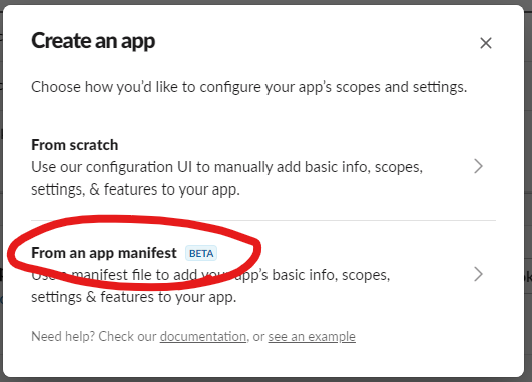 Create an app
Choose how you'd like to configure your app's scopes and settings.
From scratch
Use our configuration UI to manually add basic info, scopes,
settings, & features to your app.
From an app manifest BETA
Use a manifest file to add your app's basic info, scopes,
settings & features to your app.
Need help? Check our documentation, or see an example